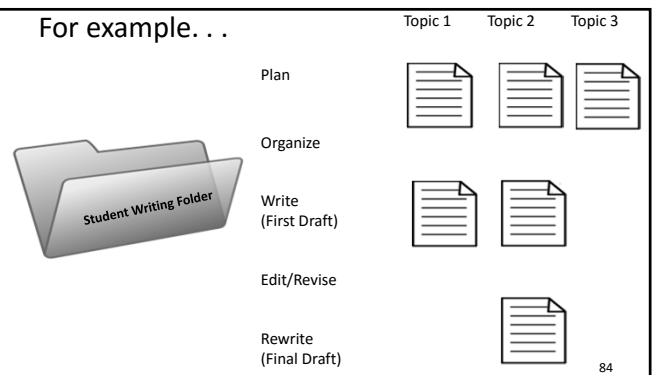 For example. . .
Topic 1 Topic 2 Topic 3
Plan
Organize
Student Writing Folder
Write
(First Draft)
Edit/Revise
Rewrite
(Final Draft)
84